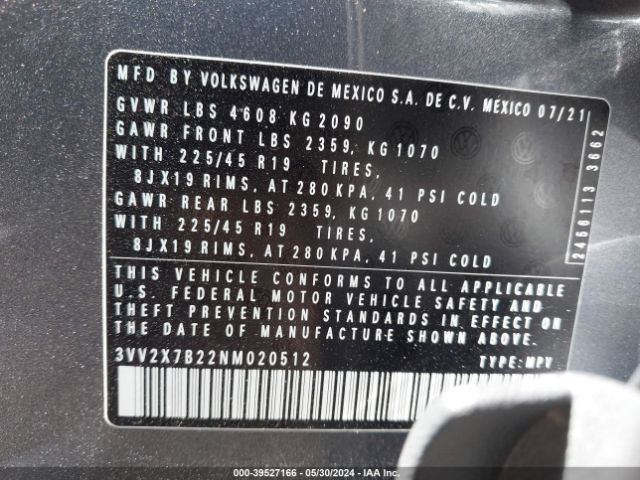 MFD BY VOLKSWAGEN DE MEXICO S.A. DE C.V. MEXICO 07/21
GVWR LBS 4608 KG 2090
GAWR FRONT LBS 2359, KG 1070
WITH 225/45 R19 TIRES,
8JX19 RIMS, AT 280 KPA, 41 PSI COLD
GAWR REAR LBS 2359, KG 1070
WITH 225/45 R19 TIRES,
8JX19 RIMS, AT 280 KPA, 41 PSI COLD
2456113 3662
THIS VEHICLE CONFORMS TO ALL APPLICABLE
U.S. FEDERAL MOTOR VEHICLE SAFETY AND
THEFT PREVENTION STANDARDS IN EFFECT ON
THE DATE OF MANUFACTURE SHOWN ABOVE.
3VV2X7B22NM020512 TYPE: MPV
000-39527166 — 05/30/2024 — IAA Inc.